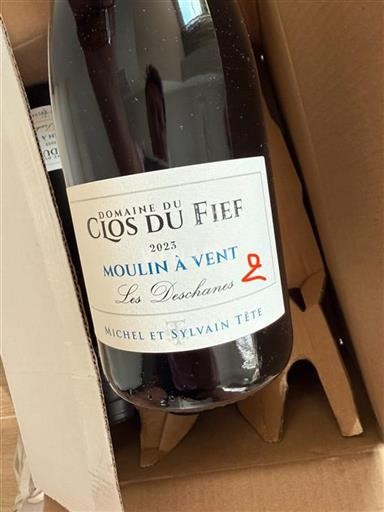 DOMAINE DU
CLOS DU FIEF
2023
MOULIN À VENT
Les Deschanes
2
MICHEL ET SYLVAIN TÊTE